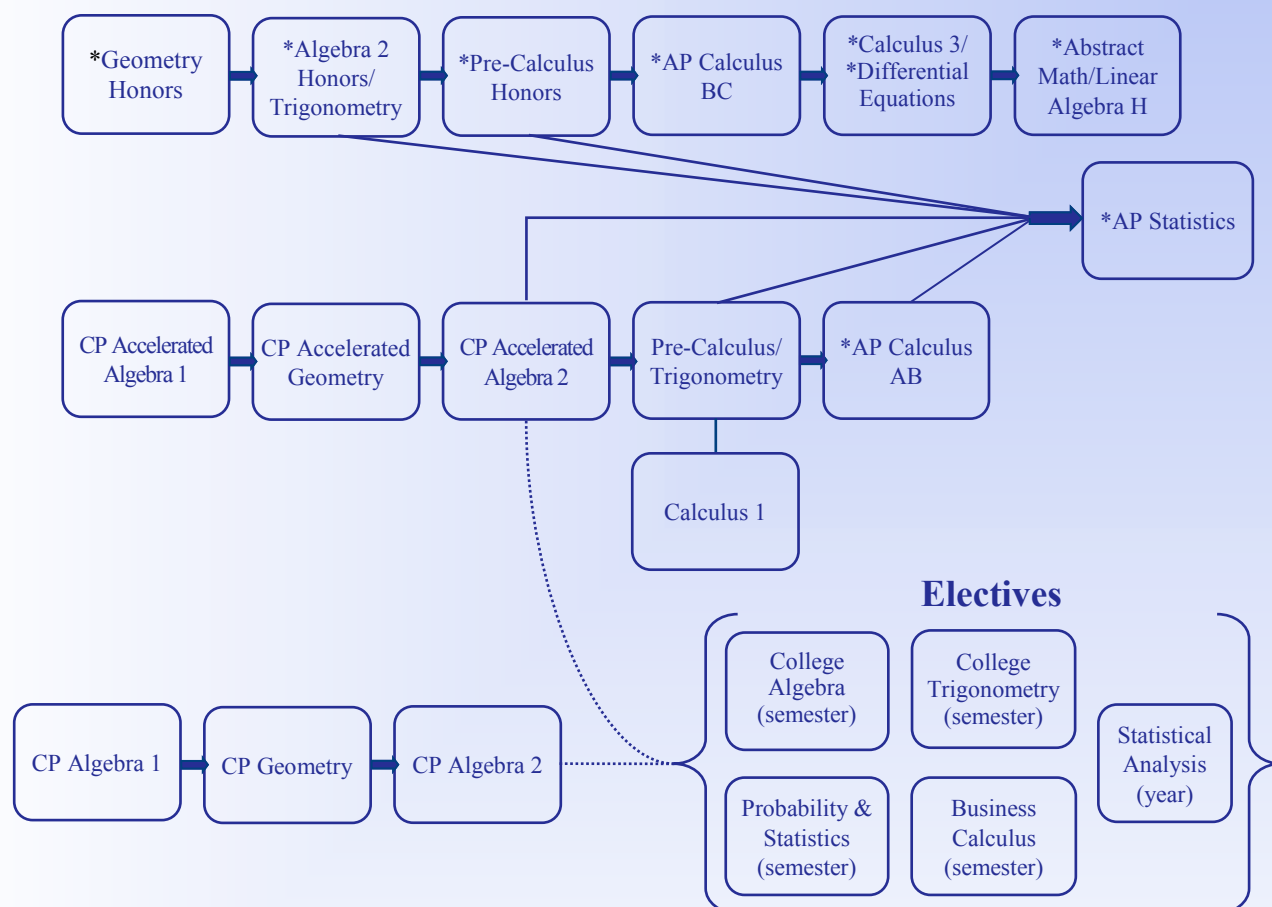 *Geometry
Honors
*Algebra 2
Honors/
Trigonometry
*Pre-Calculus
Honors
*AP Calculus
BC
*Calculus 3/
*Differential
Equations
*Abstract
Math/Linear
Algebra H
*AP Statistics
CP Accelerated
Algebra 1
CP Accelerated
Geometry
CP Accelerated
Algebra 2
Pre-Calculus/
Trigonometry
*AP Calculus
AB
Calculus 1
Electives
College
Algebra
(semester)
College
Trigonometry
(semester)
Statistical
Analysis
(year)
CP Algebra 1
CP Geometry
CP Algebra 2
Probability &
Statistics
(semester)
Business
Calculus
(semester)